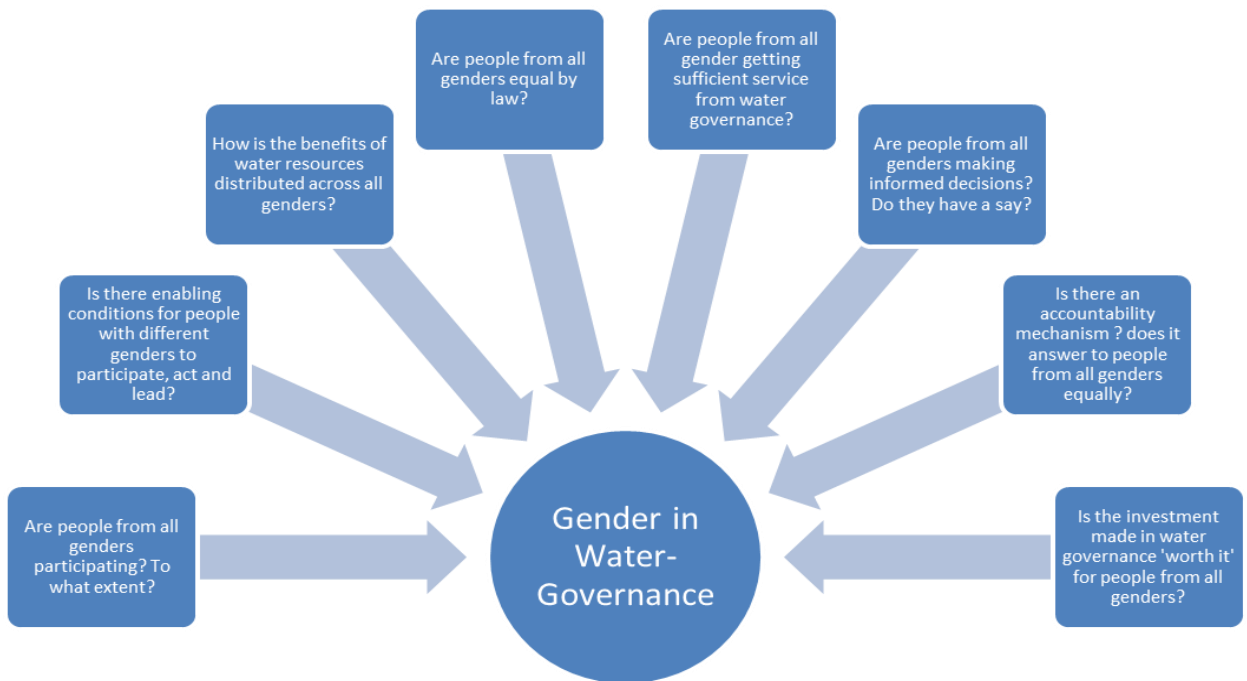 Are people from all
genders
participating? To
what extent?
Is there enabling
conditions for people
with different
genders to
participate, act and
lead?
How is the benefits of
water resources
distributed across all
genders?
Are people from all
genders equal by
law?
Are people from all
gender getting
sufficient service
from water
governance?
Are people from all
genders making
informed decisions?
Do they have a say?
Is there an
accountability
mechanism ? does it
answer to people
from all genders
equally?
Is the investment
made in water
governance 'worth it'
for people from all
genders?
Gender in
Water-
Governance